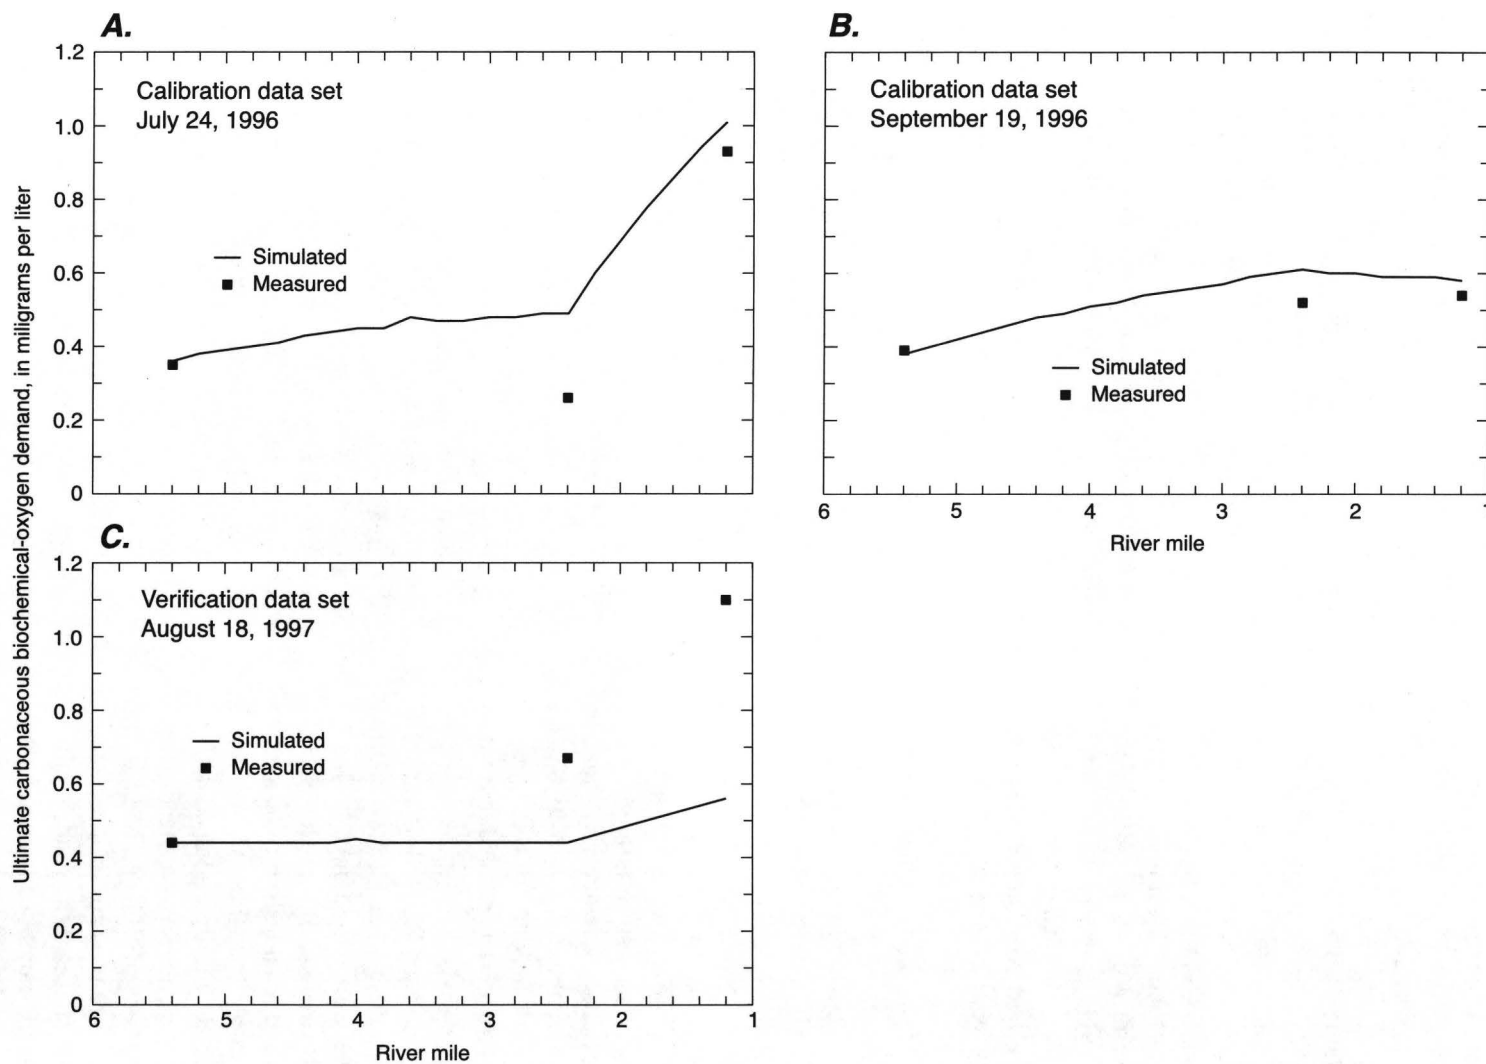 A.
1.2
1.0
0.8
0.6
0.4
0.2
0
Calibration data set
July 24, 1996
Simulated
Measured
B.
Calibration data set
September 19, 1996
Simulated
Measured
6 5 4 3 2 1
River mile
C.
1.2
1.0
0.8
0.6
0.4
0.2
0
Verification data set
August 18, 1997
Simulated
Measured
6 5 4 3 2 1
River mile
Ultimate carbonaceous biochemical-oxygen demand, in miligrams per liter